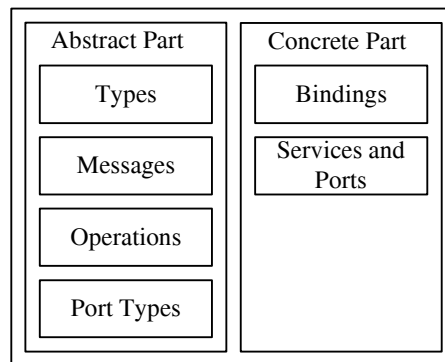 Abstract Part
Types
Messages
Operations
Port Types
Concrete Part
Bindings
Services and
Ports